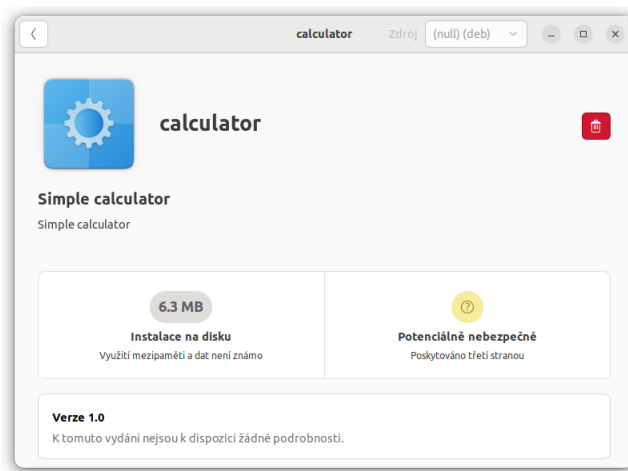 calculator
Zdroj
(null) (deb)
calculator
Simple calculator
Simple calculator
6.3 MB
Instalace na disku
Využití mezipaměti a dat není známo
Potenciálně nebezpečné
Poskytováno třetí stranou
Verze 1.0
K tomuto vydání nejsou k dispozici žádné podrobnosti.